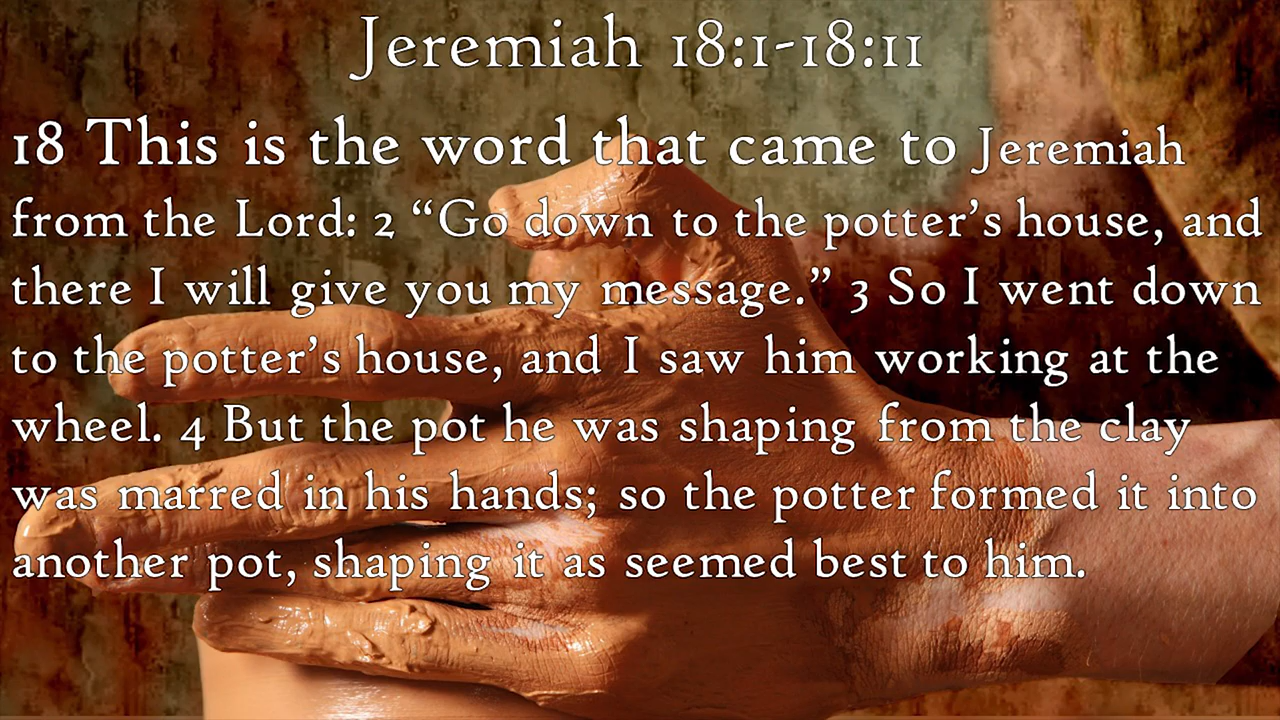 Jeremiah 18:1-18:11
18 This is the word that came to Jeremiah
from the Lord: 2 “Go down to the potter’s house, and
there I will give you my message.” 3 So I went down
to the potter’s house, and I saw him working at the
wheel. 4 But the pot he was shaping from the clay
was marred in his hands; so the potter formed it into
another pot, shaping it as seemed best to him.